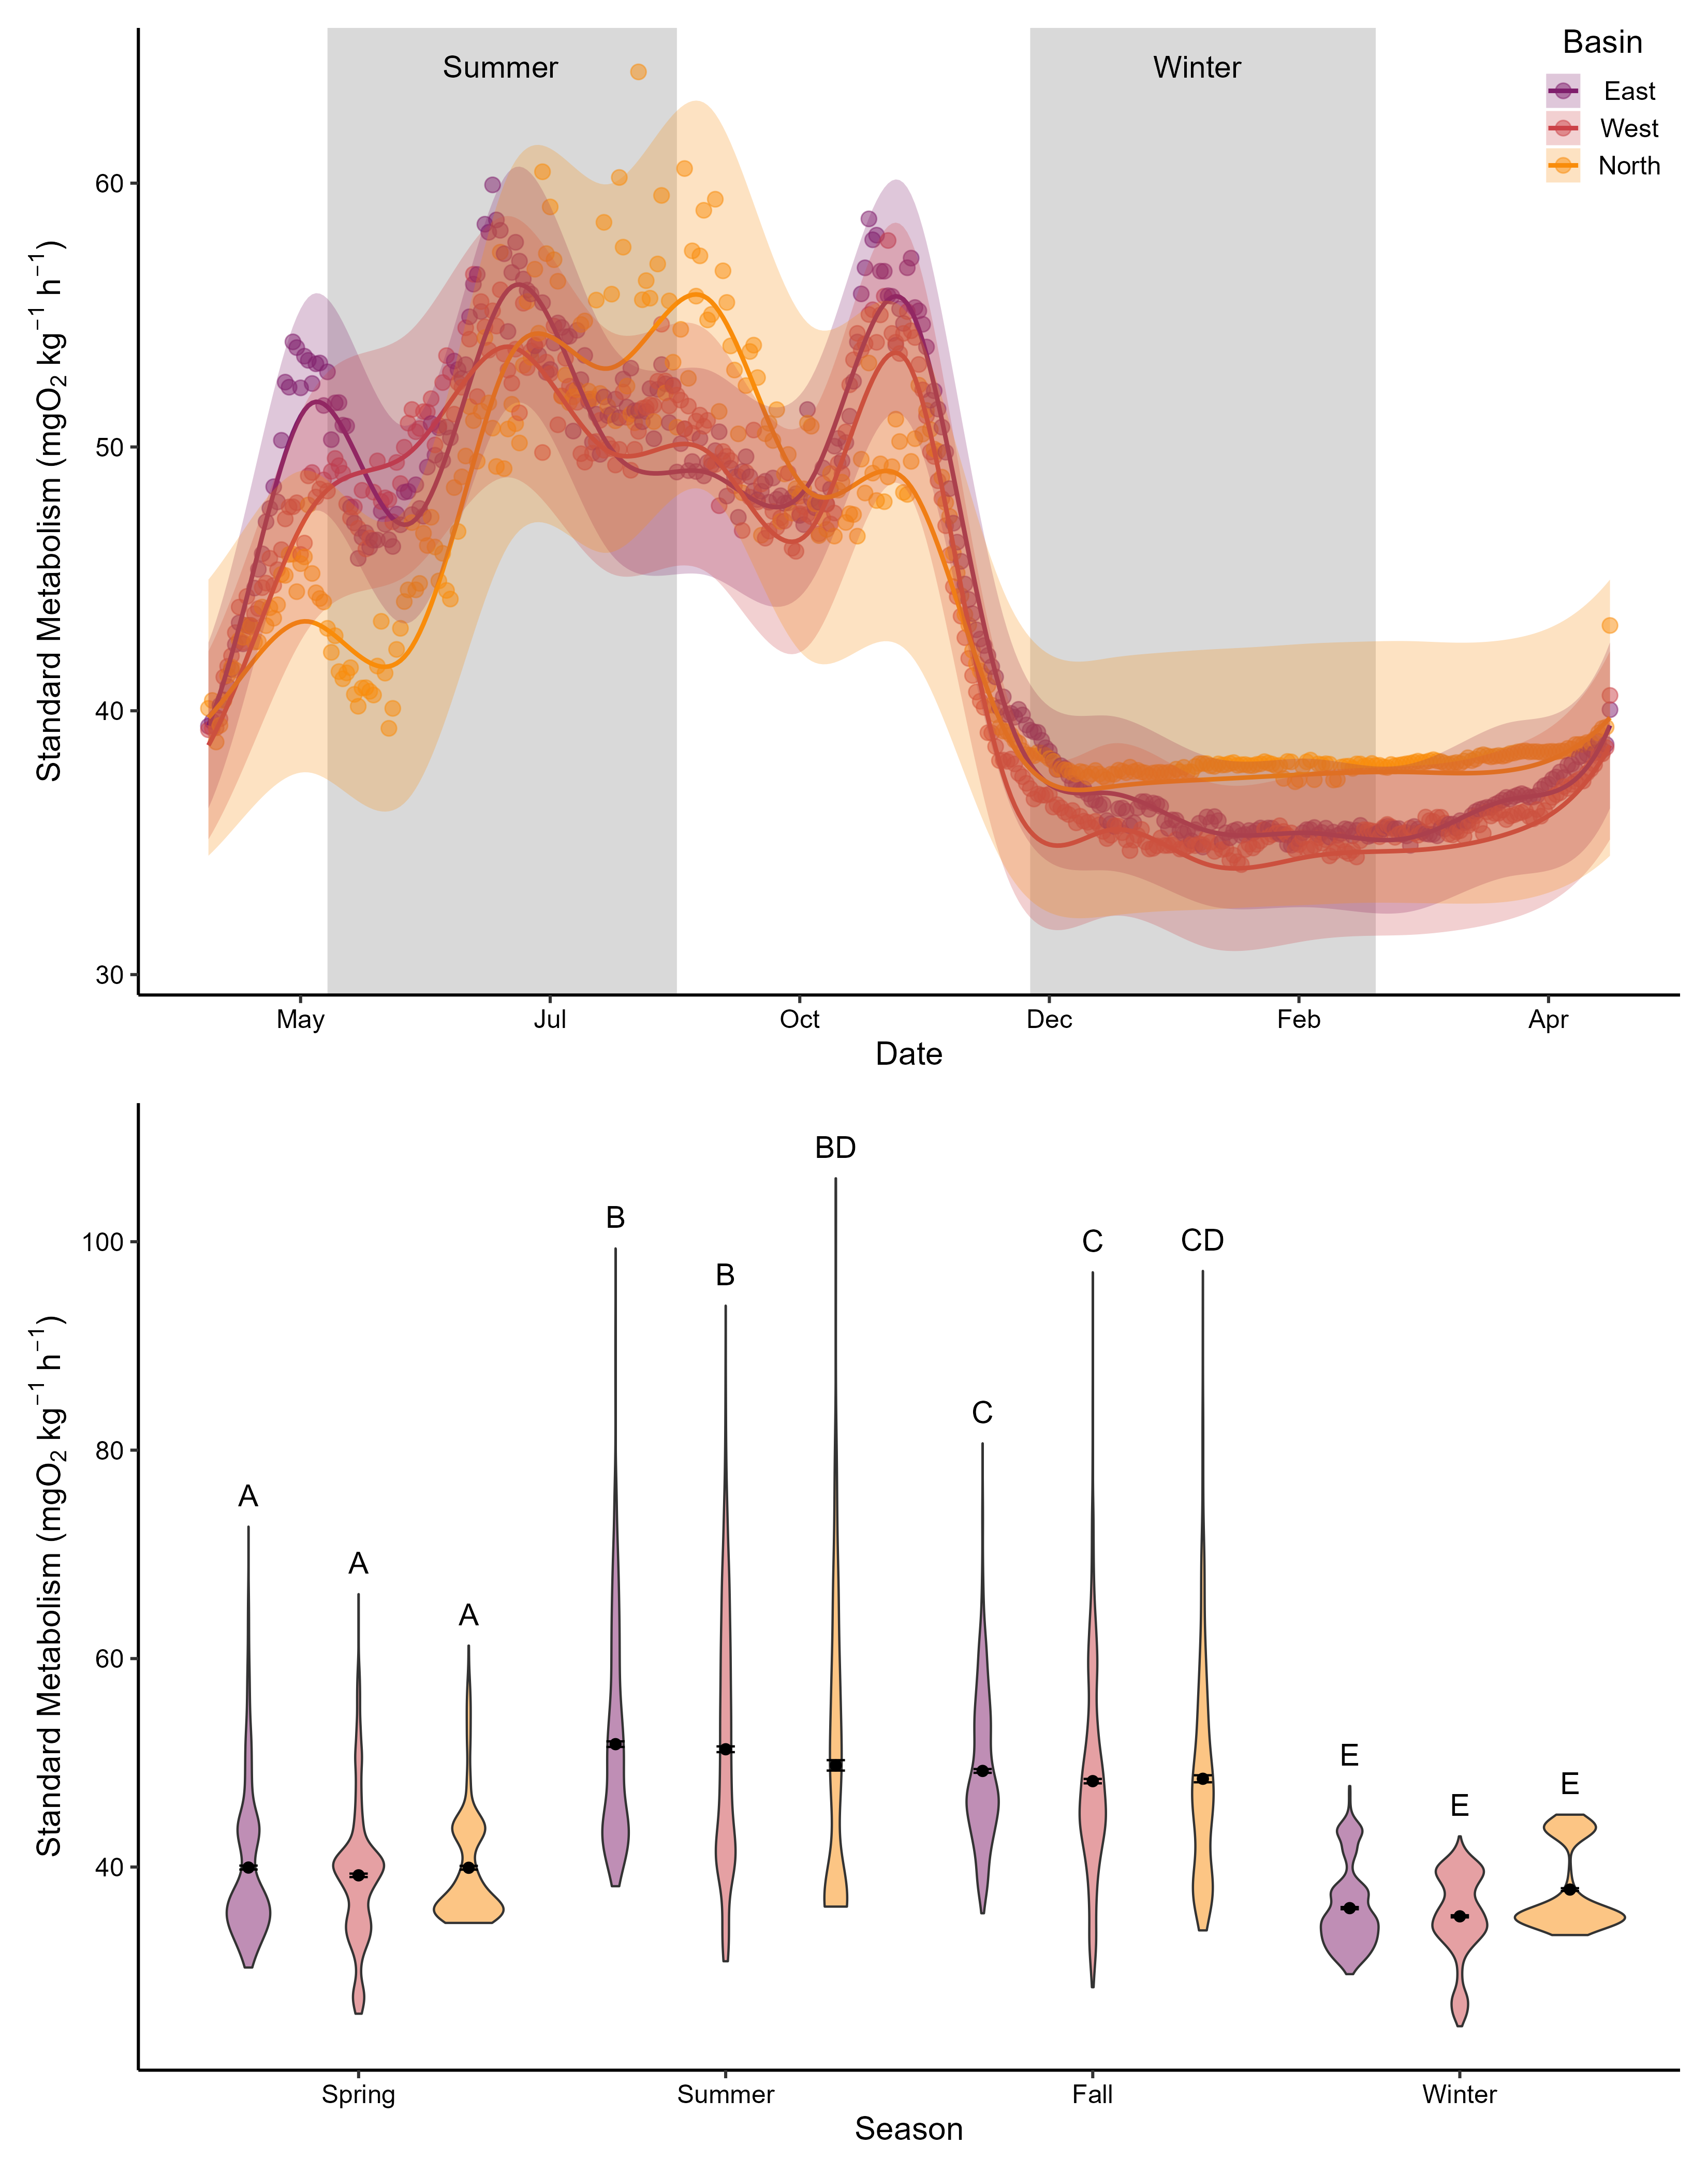 Summer
Winter
Basin
East
West
North
60
50
40
30
Standard Metabolism (mgO₂ kg⁻¹ h⁻¹)
May
Jul
Oct
Dec
Feb
Apr
Date
BD
B
B
C
CD
C
A
A
A
E
E
E
100
80
60
40
Standard Metabolism (mgO₂ kg⁻¹ h⁻¹)
Spring
Summer
Fall
Winter
Season